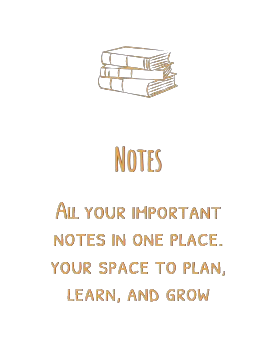 Notes
All your important
notes in one place.
your space to plan,
learn, and grow